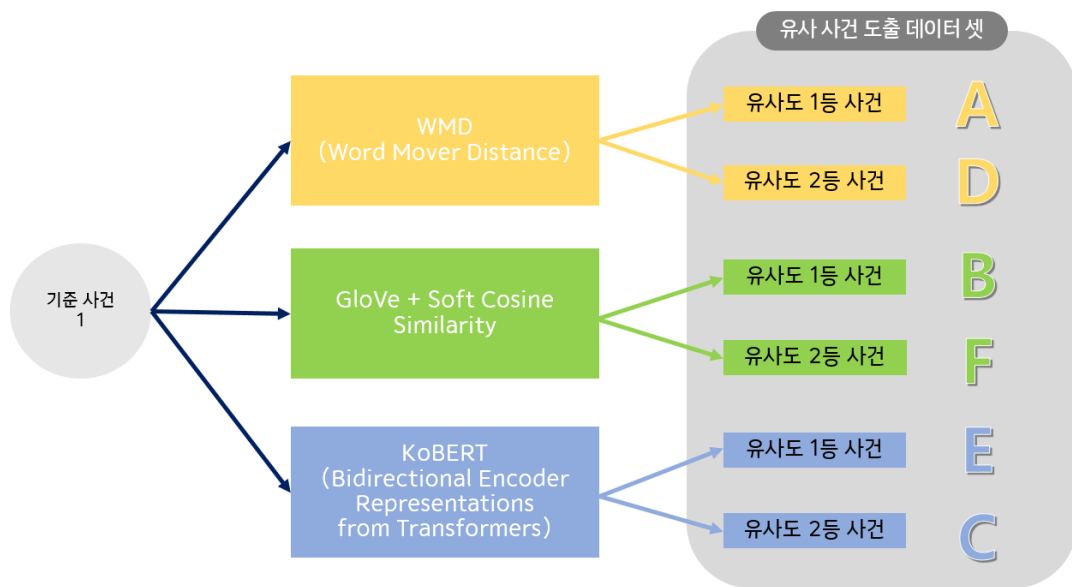 유사 사건 도출 데이터 셋
기준 사건
1
WMD
(Word Mover Distance)
유사도 1등 사건
A
유사도 2등 사건
D
GloVe + Soft Cosine
Similarity
유사도 1등 사건
B
유사도 2등 사건
F
KoBERT
(Bidirectional Encoder
Representations
from Transformers)
유사도 1등 사건
E
유사도 2등 사건
C